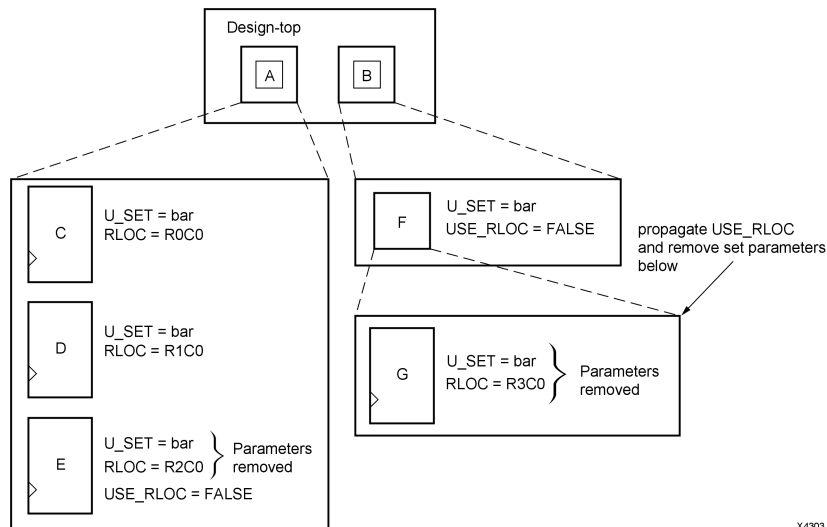 Design-top
A
B
C
U_SET = bar
RLOC = R0C0
D
U_SET = bar
RLOC = R1C0
E
U_SET = bar
RLOC = R2C0
Parameters
removed
USE_RLOC = FALSE
F
U_SET = bar
USE_RLOC = FALSE
propagate USE_RLOC
and remove set parameters
below
G
U_SET = bar
RLOC = R3C0
Parameters
removed
X4303